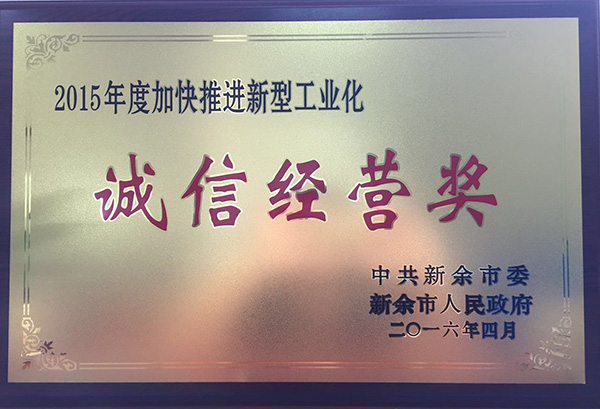 2015年度加快推进新型工业化
诚信经营奖
中共新余市委
新余市人民政府
二〇一六年四月